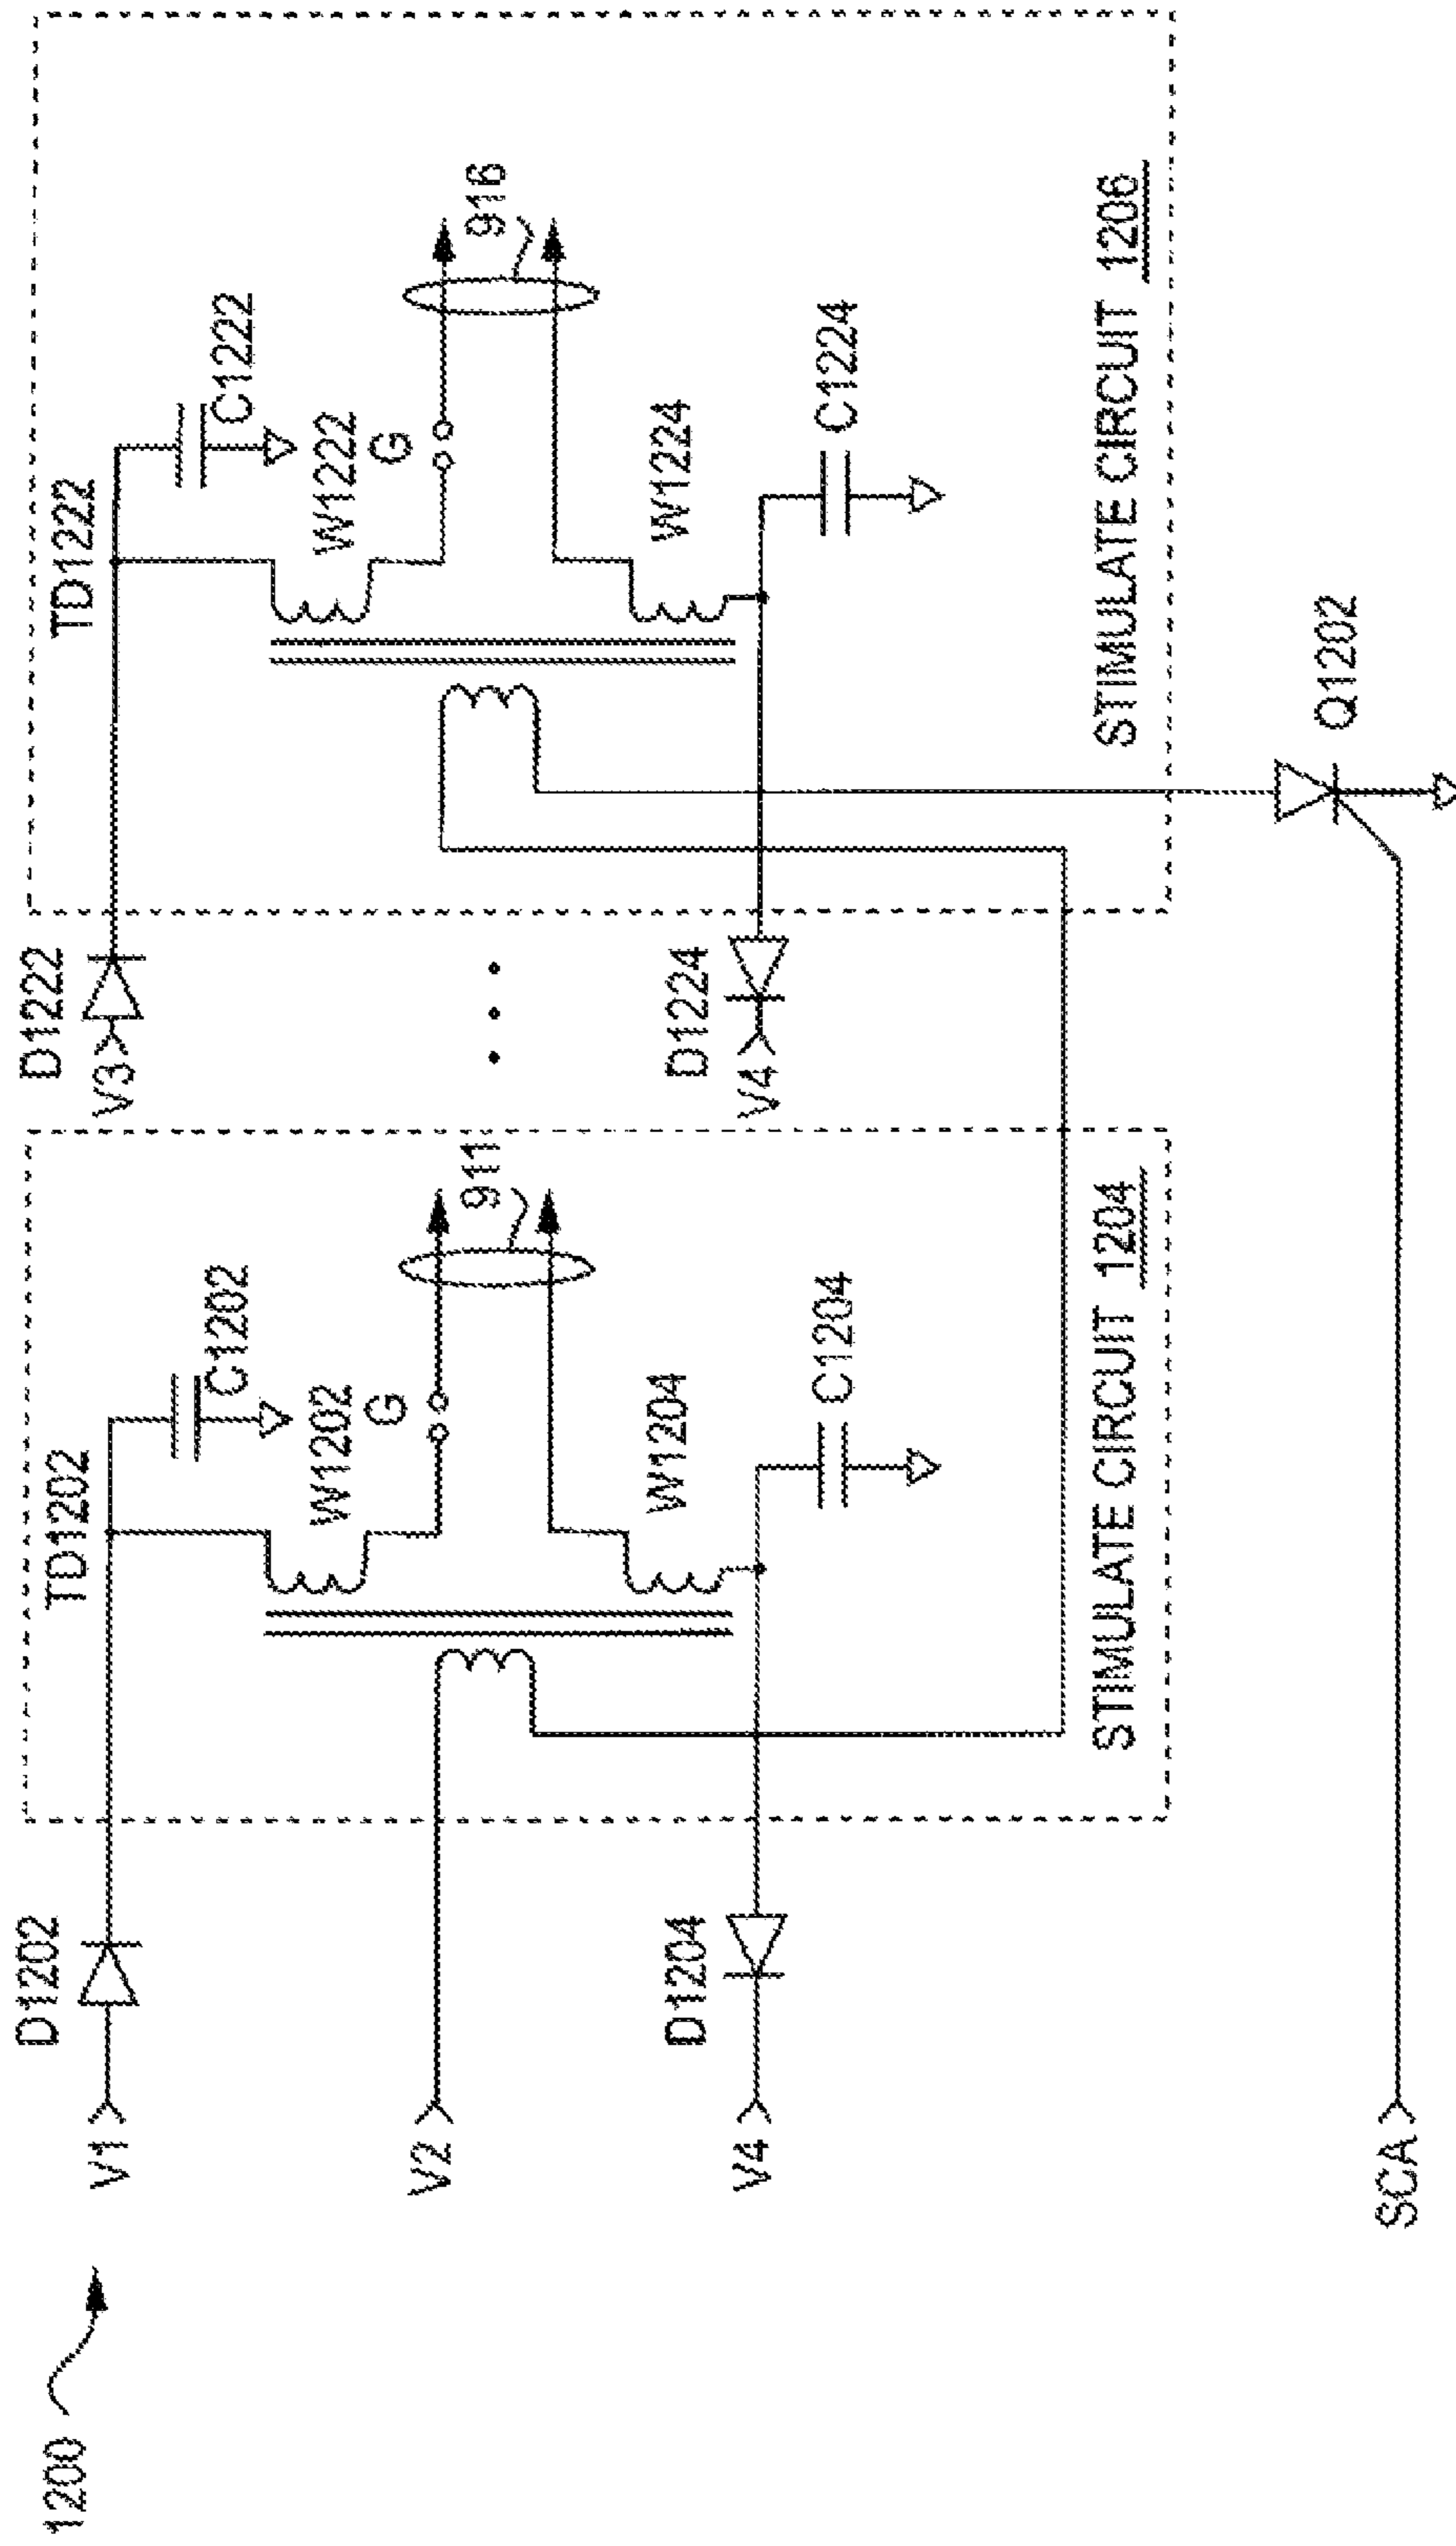 1200
V1
D1202
TD1202
C1202
W1202
G
911
V2
W1204
V4
D1204
C1204
STIMULATE CIRCUIT 1204
D1222
V3
TD1222
C1222
W1222
G
916
W1224
D1224
V4
C1224
STIMULATE CIRCUIT 1206
Q1202
SCA